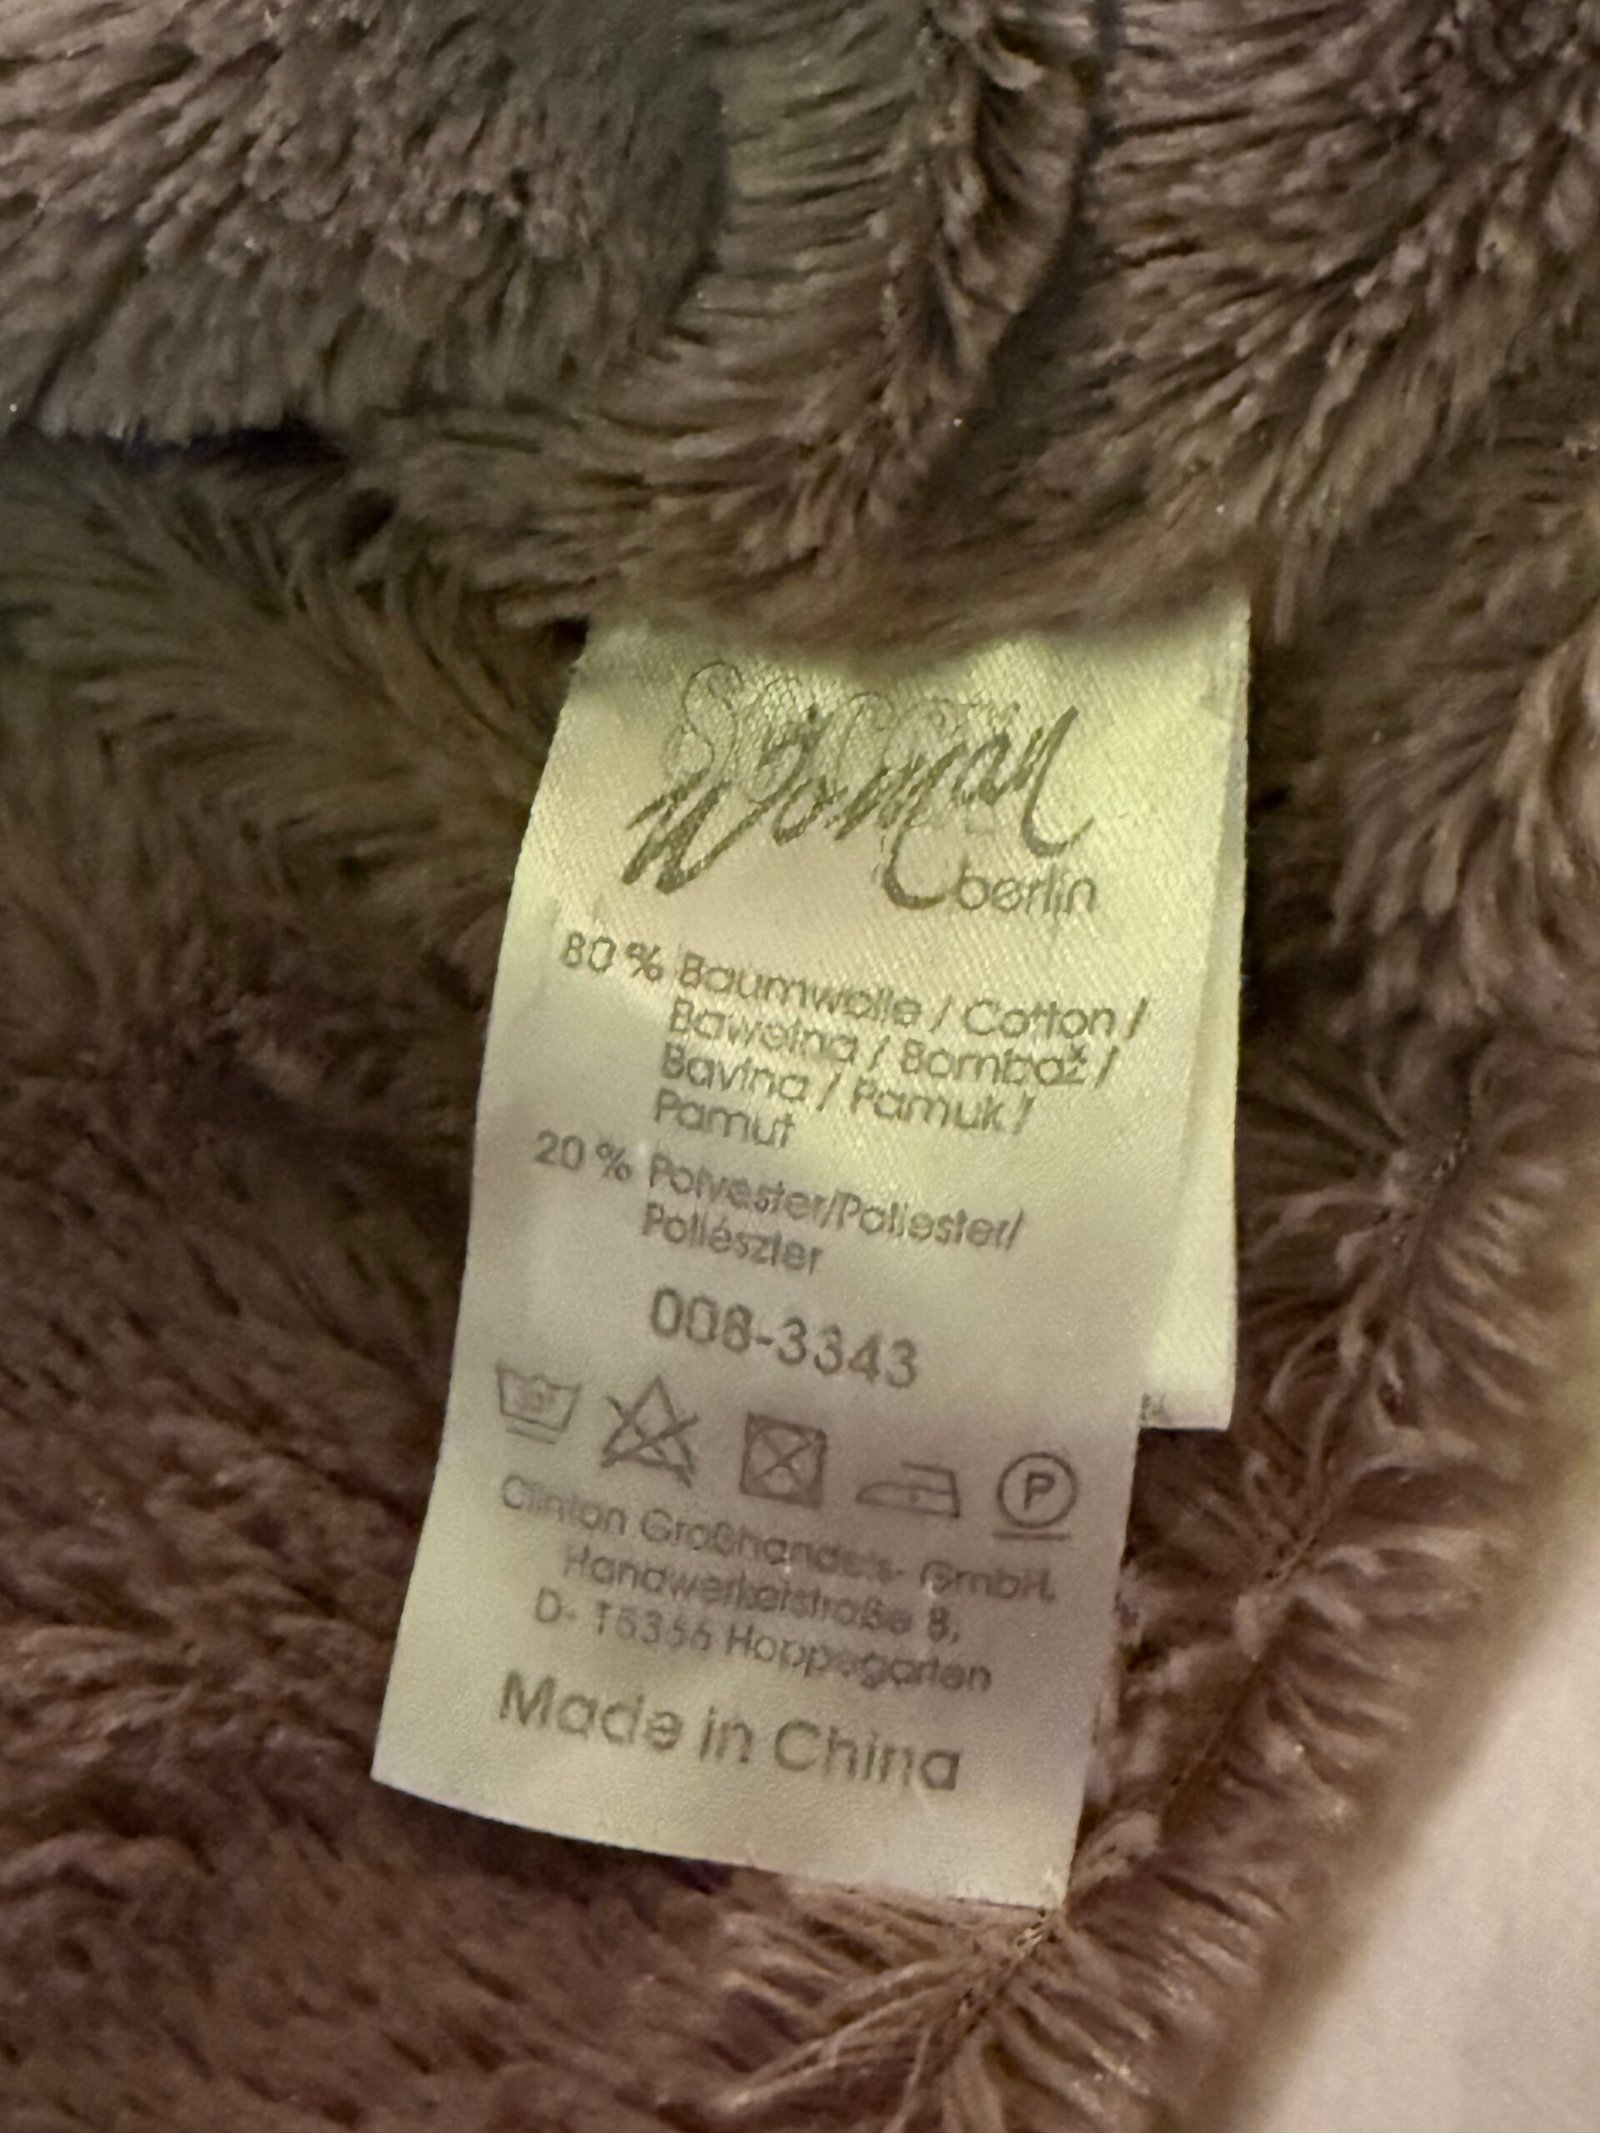 Woman
berlin
80 % Baumwolle / Cotton /
Bawełna / Bombaž /
Bavlna / Pamuk /
Pamut
20 % Polyester/Poliester/
Poliészter
008-3343
30
P
Clinton Großhandels- GmbH.
Handwerkerstraße 8,
D- 15366 Hoppegarten
Made in China